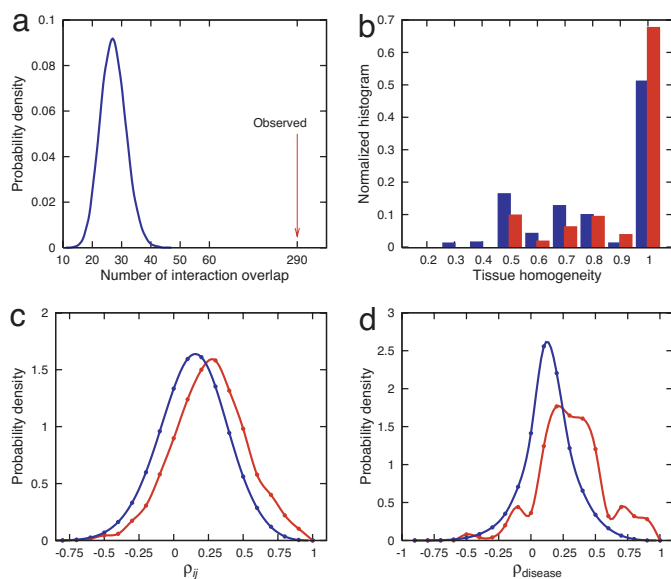 a
0.1
0.08
0.06
0.04
0.02
0
Probability density
Observed
10 20 30 40 50 60 290
Number of interaction overlap
b
0.7
0.6
0.5
0.4
0.3
0.2
0.1
0
Normalized histogram
0.2 0.3 0.4 0.5 0.6 0.7 0.8 0.9 1
Tissue homogeneity
c
2
1.5
1
0.5
0
Probability density
-0.75 -0.5 -0.25 0 0.25 0.5 0.75 1
ρij
d
3
2.5
2
1.5
1
0.5
0
Probability density
-1 -0.75 -0.5 -0.25 0 0.25 0.5 0.75 1
ρdisease